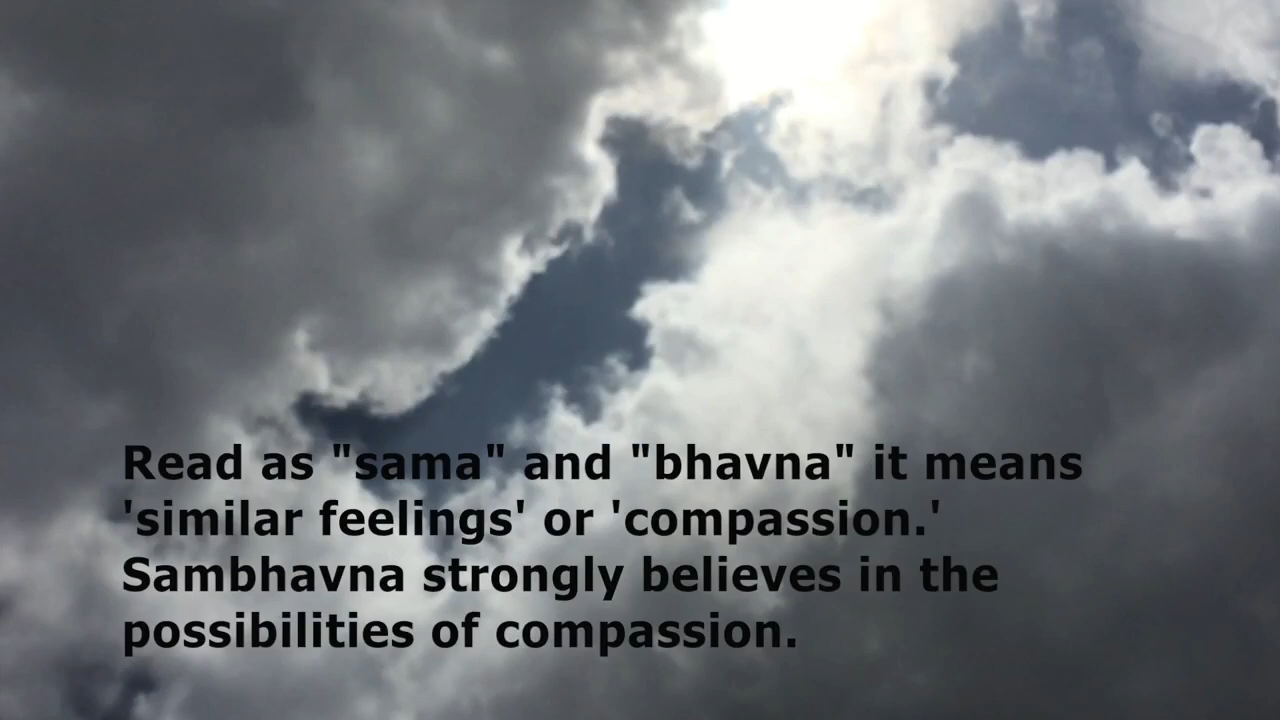 Read as "sama" and "bhavna" it means
'similar feelings' or 'compassion.'
Sambhavna strongly believes in the
possibilities of compassion.